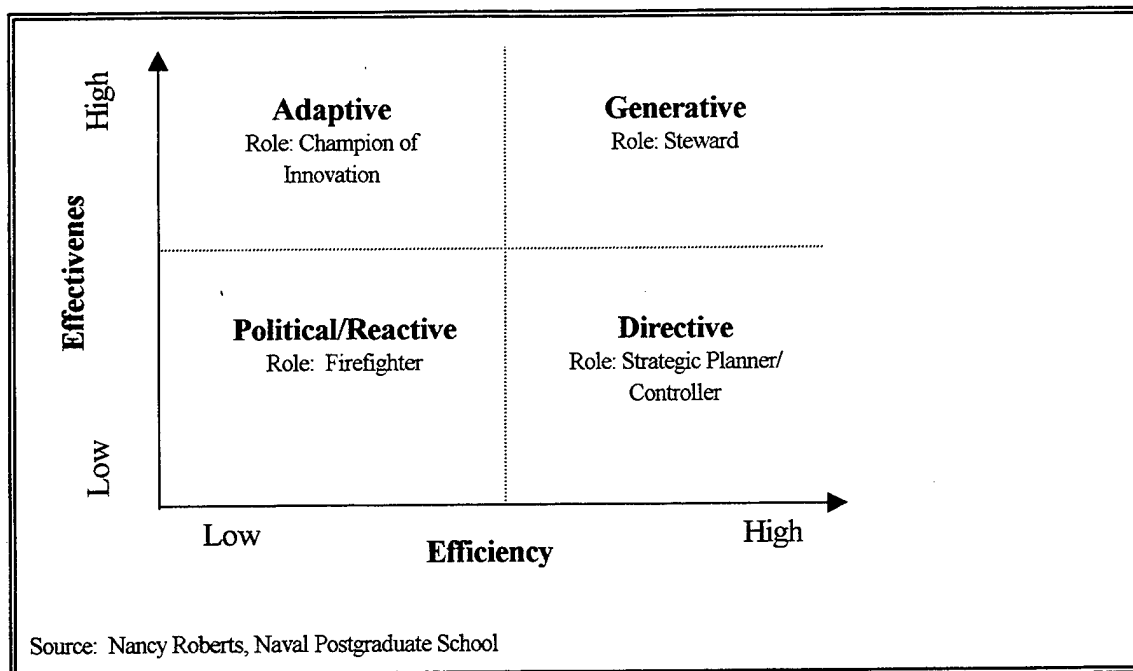 High
Effectivenes
Low
Adaptive
Role: Champion of
Innovation
Generative
Role: Steward
Political/Reactive
Role: Firefighter
Directive
Role: Strategic Planner/
Controller
Low
High
Efficiency
Source: Nancy Roberts, Naval Postgraduate School